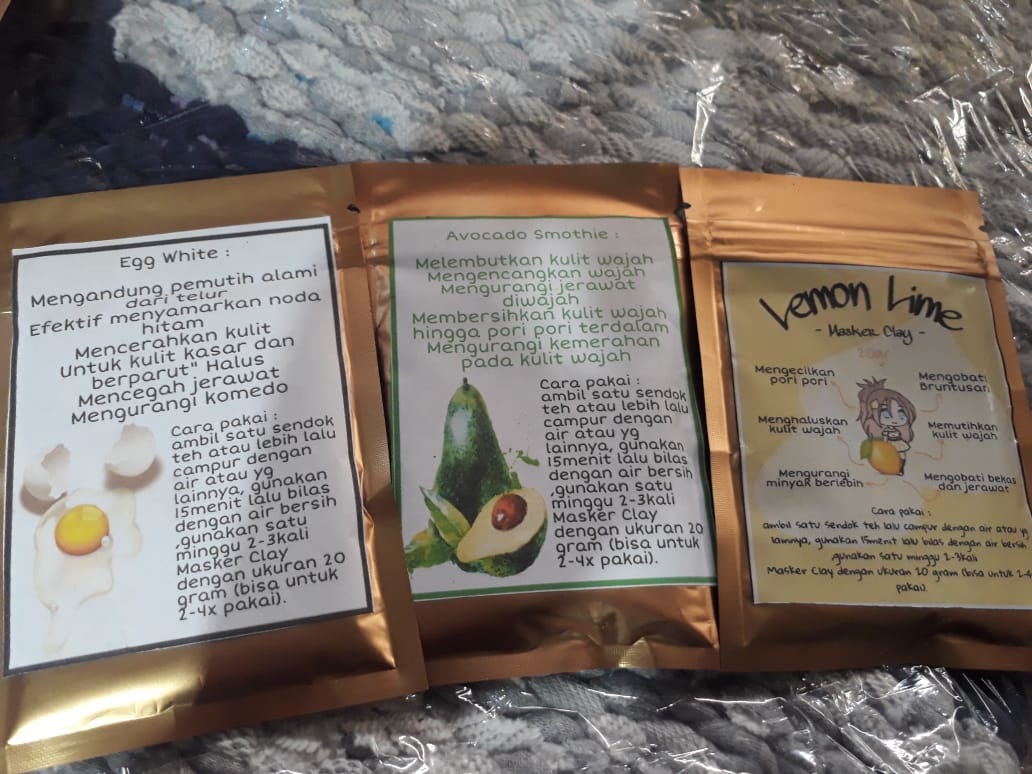 Egg White :
Mengandung pemutih alami
dari telur
Efektif menyamarkan noda
hitam
Mencerahkan kulit
untuk kulit kasar dan
berparut" Halus
Mencegah jerawat
Mengurangi komedo
Cara pakai :
ambil satu sendok
teh atau lebih lalu
campur dengan
air atau yg
lainnya, gunakan
15menit lalu bilas
dengan air bersih
,gunakan satu
minggu 2-3kali
Masker Clay
dengan ukuran 20
gram (bisa untuk
2-4x pakai).
Avocado Smothie :
Melembutkan kulit wajah
Mengencangkan wajah
Mengurangi jerawat
diwajah
Membersihkan kulit wajah
hingga pori pori terdalam
Mengurangi kemerahan
pada kulit wajah
Cara pakai :
ambil satu sendok
teh atau lebih lalu
campur dengan
air atau yg
lainnya, gunakan
15menit lalu bilas
dengan air bersih
,gunakan satu
minggu 2-3kali
Masker Clay
dengan ukuran 20
gram (bisa untuk
2-4x pakai).
Lemon Lime
- Masker Clay -
20gr
Mengecilkan
pori pori
Mengobati
Bruntusan
Menghaluskan
kulit wajah
Memutihkan
kulit wajah
Mengurangi
minyak berlebih
Mengobati bekas
dan jerawat
Cara pakai :
ambil satu sendok teh lalu campur dengan air atau yg
lainnya, gunakan 15menit lalu bilas dengan air bersih
,gunakan satu minggu 2-3kali
Masker Clay dengan ukuran 20 gram (bisa untuk 2-4
pakai).